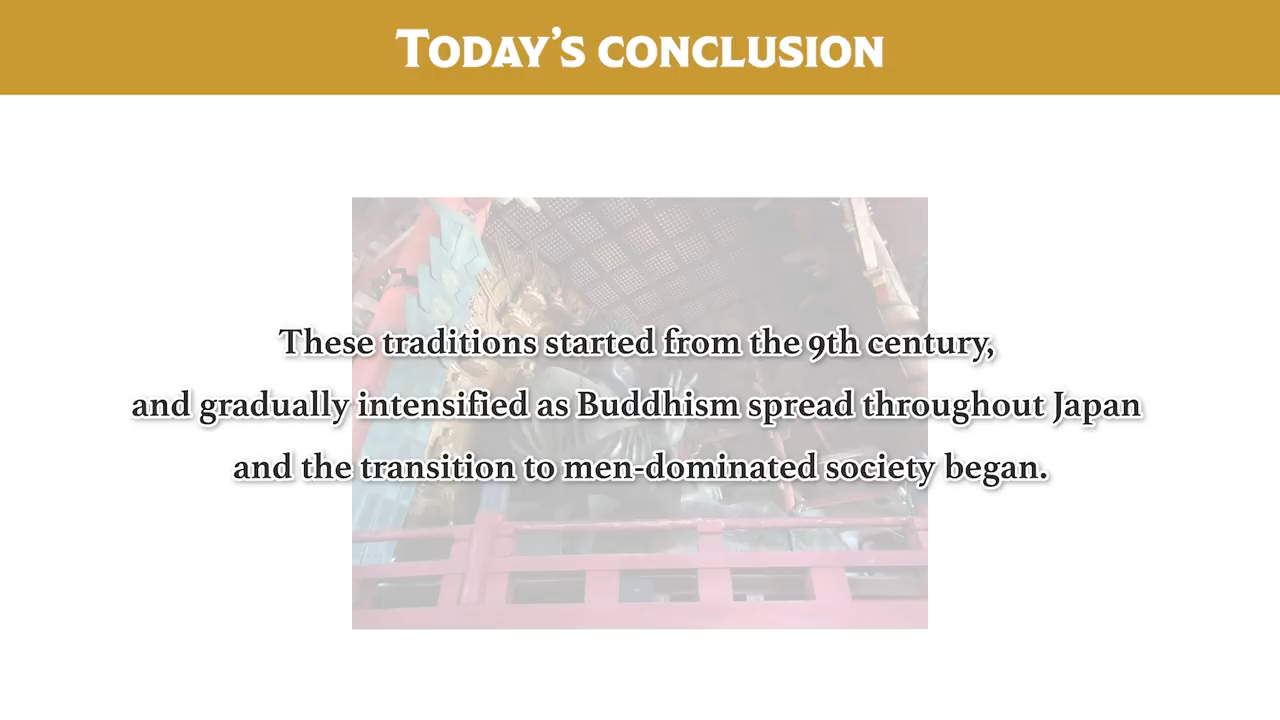 Today's conclusion
These traditions started from the 9th century,
and gradually intensified as Buddhism spread throughout Japan
and the transition to men-dominated society began.